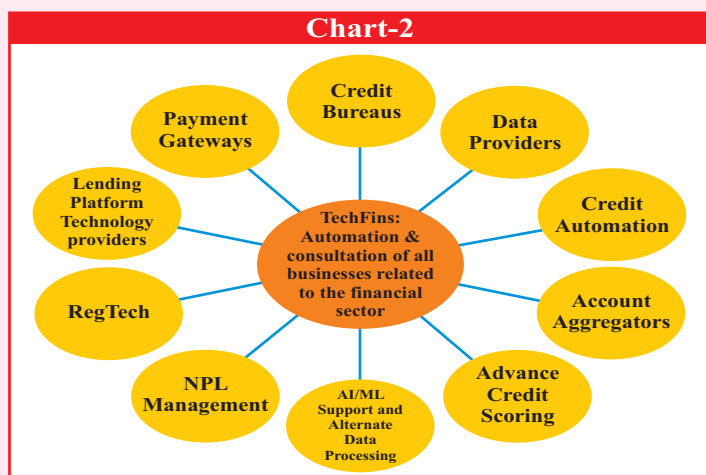 Chart-2
Credit
Bureaus
Payment
Gateways
Data
Providers
Lending
Platform
Technology
providers
Credit
Automation
TechFins:
Automation &
consultation of all
businesses related
to the financial
sector
RegTech
Account
Aggregators
NPL
Management
AI/ML
Support and
Alternate
Data
Processing
Advance
Credit
Scoring